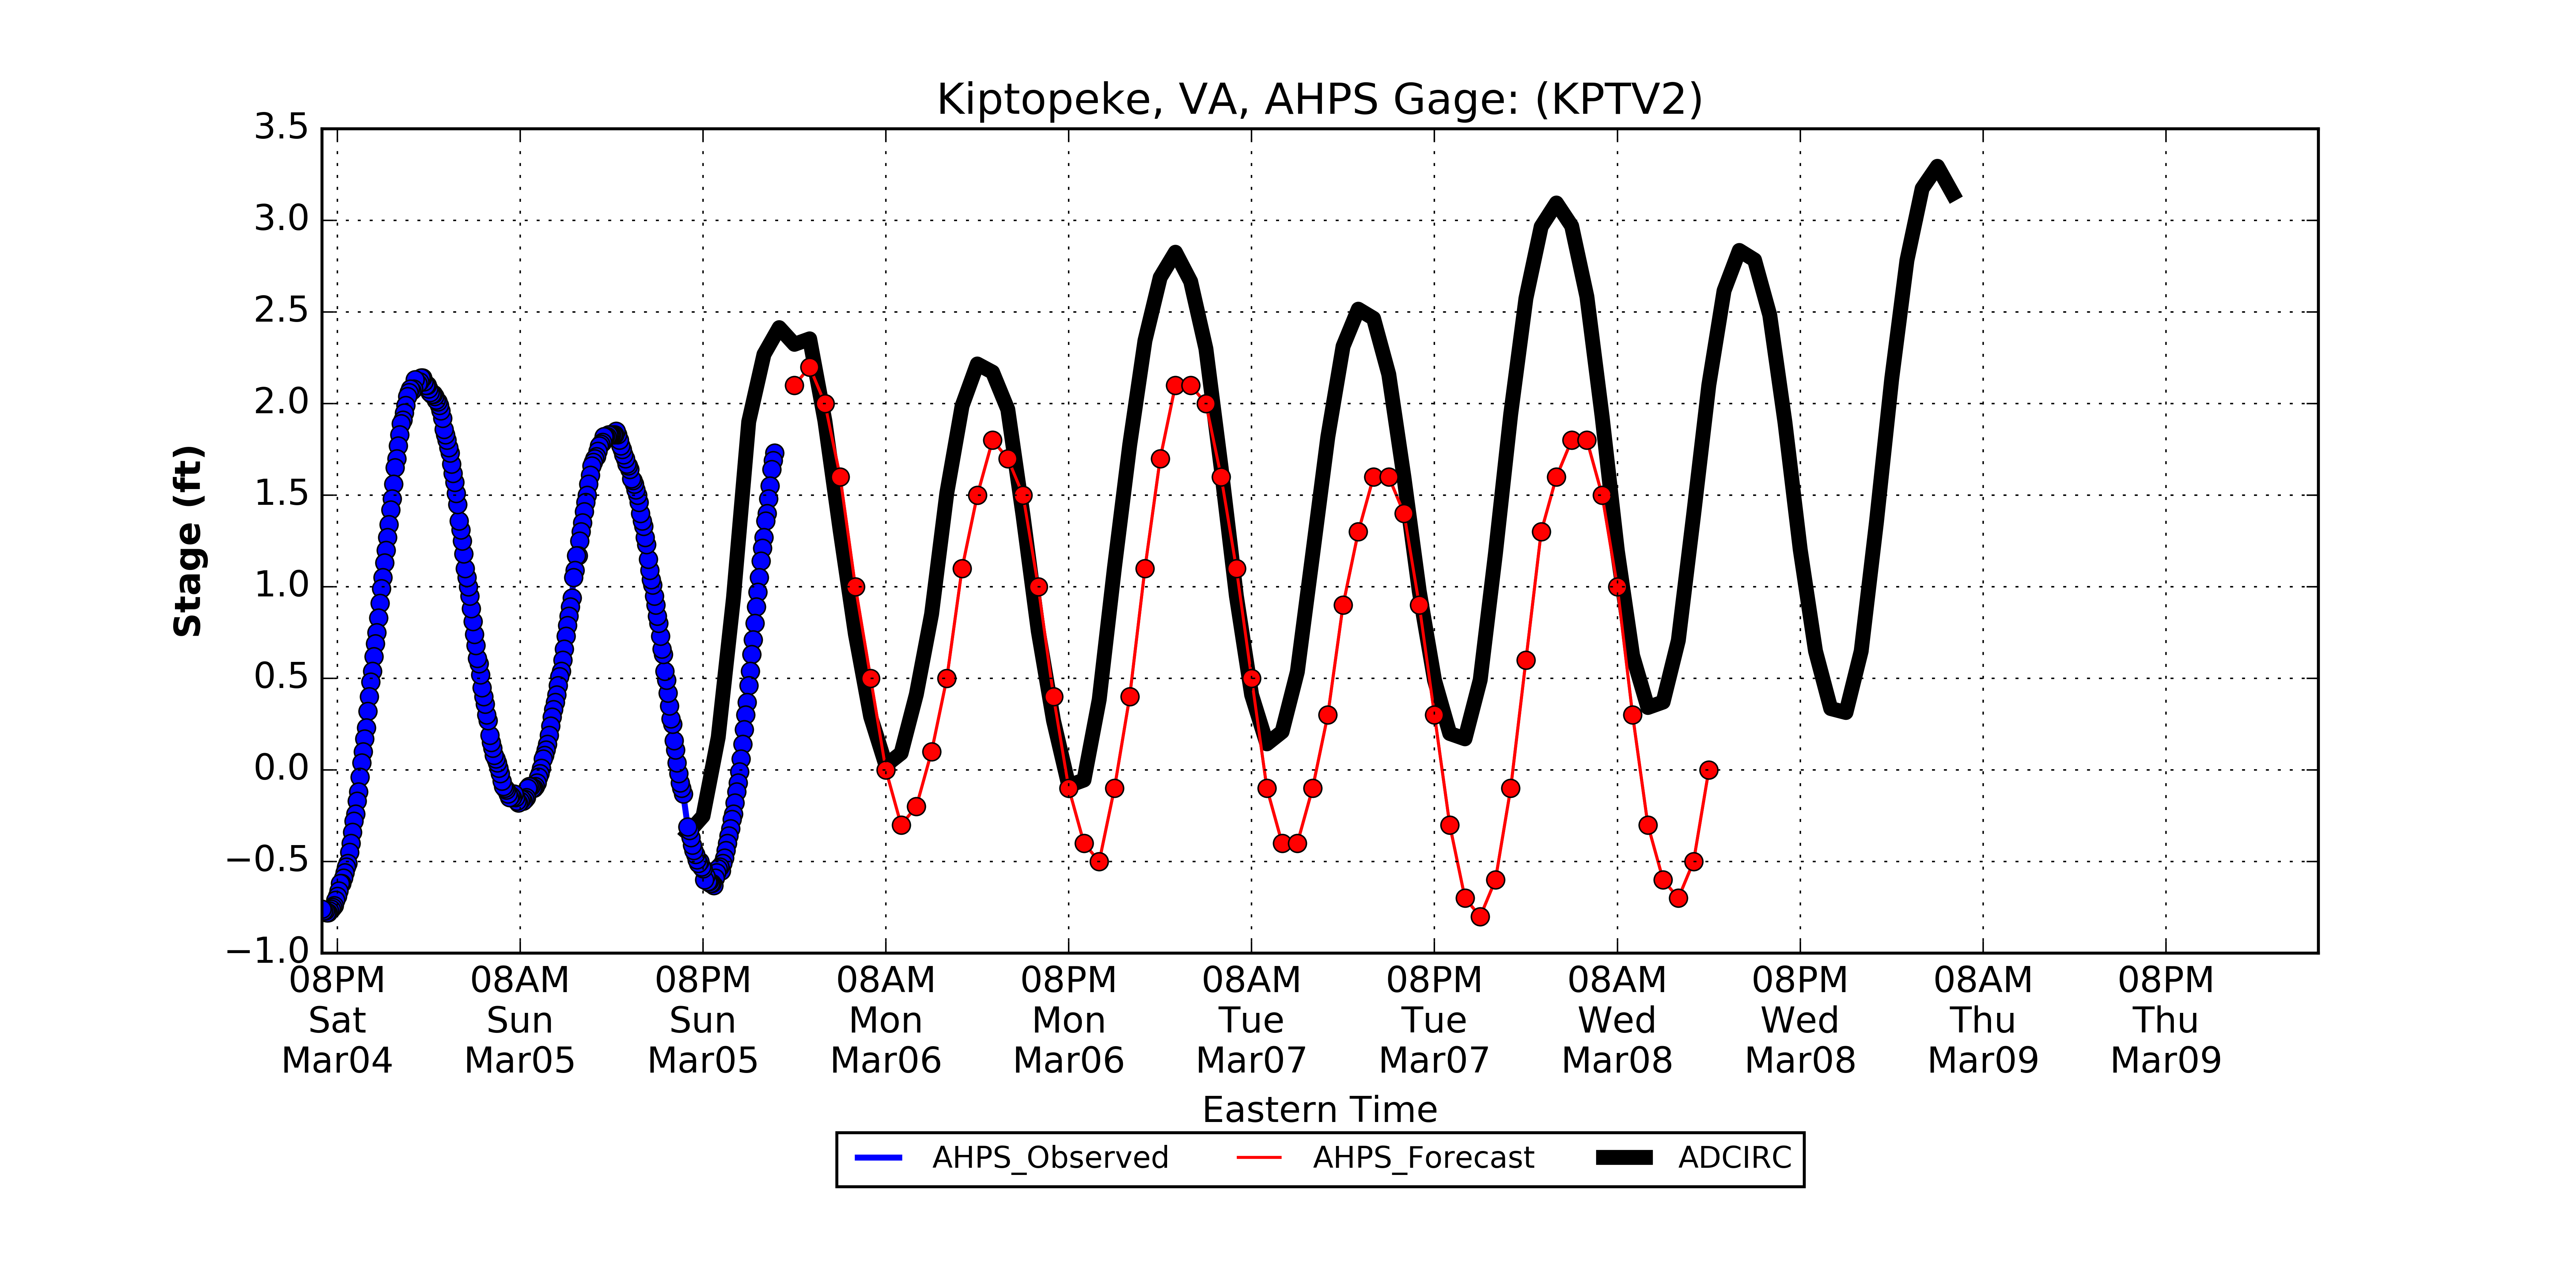 Kiptopeke, VA, AHPS Gage: (KPTV2)
3.5
3.0
2.5
2.0
1.5
1.0
0.5
0.0
−0.5
−1.0
Stage (ft)
08PM 08AM 08PM 08AM 08PM 08AM 08PM 08AM 08PM 08AM 08PM
Sat Sun Sun Mon Mon Tue Tue Wed Wed Thu Thu
Mar04 Mar05 Mar05 Mar06 Mar06 Mar07 Mar07 Mar08 Mar08 Mar09 Mar09
Eastern Time
AHPS_Observed AHPS_Forecast ADCIRC